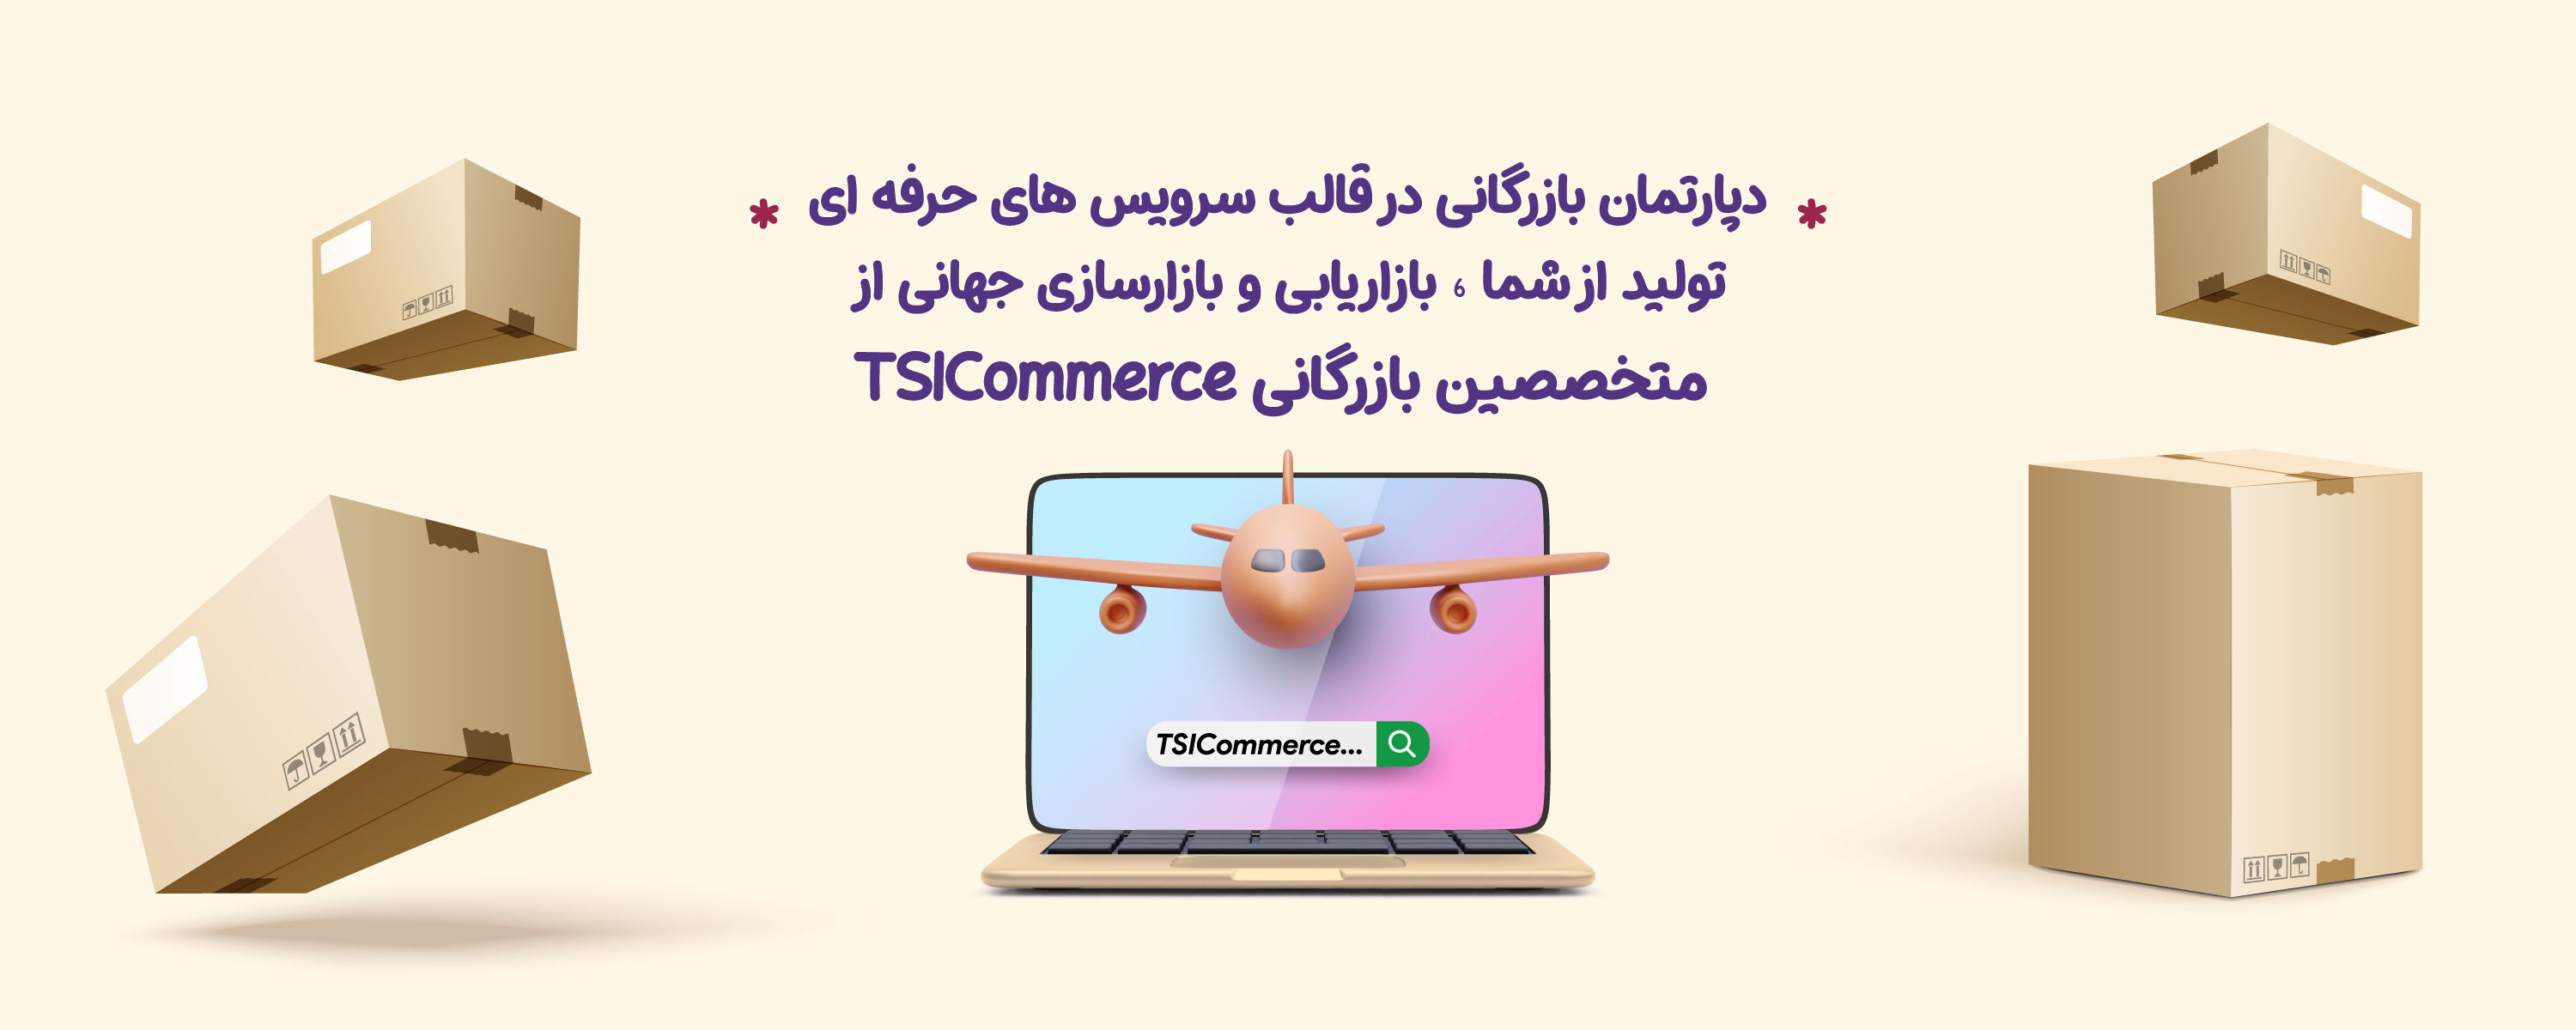 * دپارتمان بازرگانی در قالب سرویس های حرفه ای *
تولید از شما ، بازاریابی و بازارسازی جهانی از
متخصصین بازرگانی TSICommerce
TSICommerce...